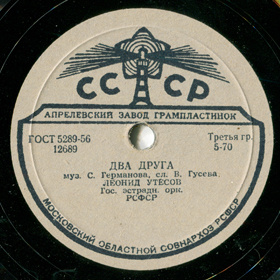 СССР
АПРЕЛЕВСКИЙ ЗАВОД ГРАМПЛАСТИНОК
ГОСТ 5289-56
12689
Третья гр.
5-70
ДВА ДРУГА
муз. С. Германова, сл. В. Гусева
ЛЕОНИД УТЕСОВ
Гос. эстрадн. орк.
РСФСР
МОСКОВСКИЙ ОБЛАСТНОЙ СОВНАРХОЗ РСФСР